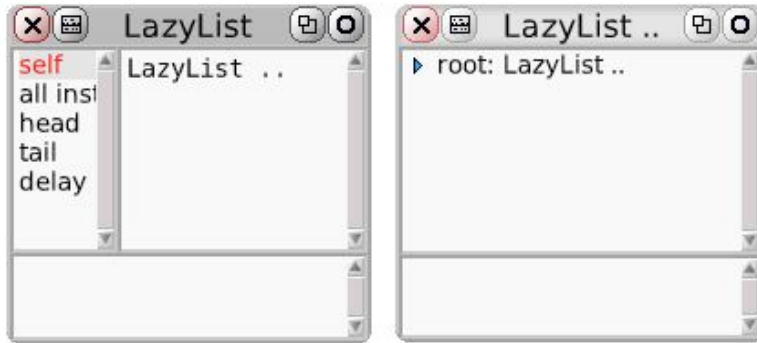 LazyList
self
all inst
head
tail
delay
LazyList ..
LazyList ..
root: LazyList ..